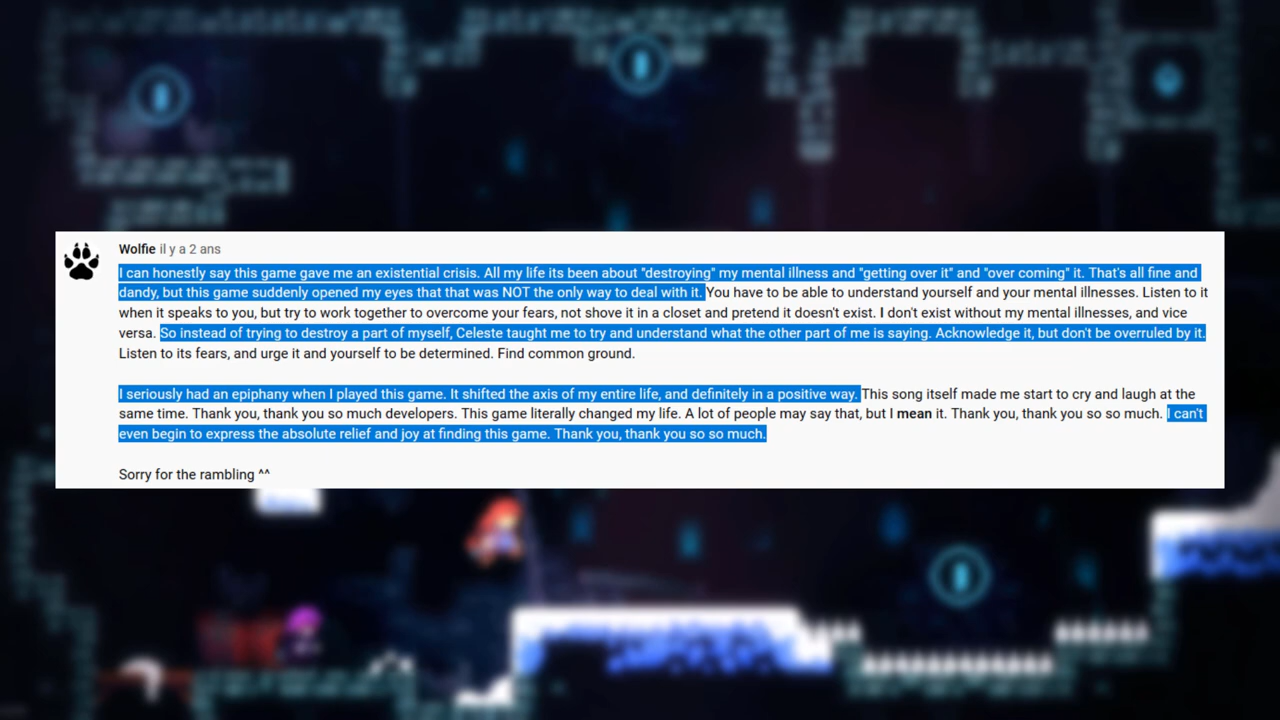 Wolfie il y a 2 ans
I can honestly say this game gave me an existential crisis. All my life its been about "destroying" my mental illness and "getting over it" and "over coming" it. That's all fine and
dandy, but this game suddenly opened my eyes that that was NOT the only way to deal with it. You have to be able to understand yourself and your mental illnesses. Listen to it
when it speaks to you, but try to work together to overcome your fears, not shove it in a closet and pretend it doesn't exist. I don't exist without my mental illness, and vice
versa. So instead of trying to destroy a part of myself, Celeste taught me to try and understand what the other part of me is saying. Acknowledge it, but don't be overruled by it.
Listen to its fears, and urge it and yourself to be determined. Find common ground.
I seriously had an epiphany when I played this game. It shifted the axis of my entire life, and definitely in a positive way. This song itself made me start to cry and laugh at the
same time. Thank you, thank you so much developers. This game literally changed my life. A lot of people may say that, but I mean it. Thank you, thank you so so much. I can't
even begin to express the absolute relief and joy at finding this game. Thank you, thank you so so much.
Sorry for the rambling ^^